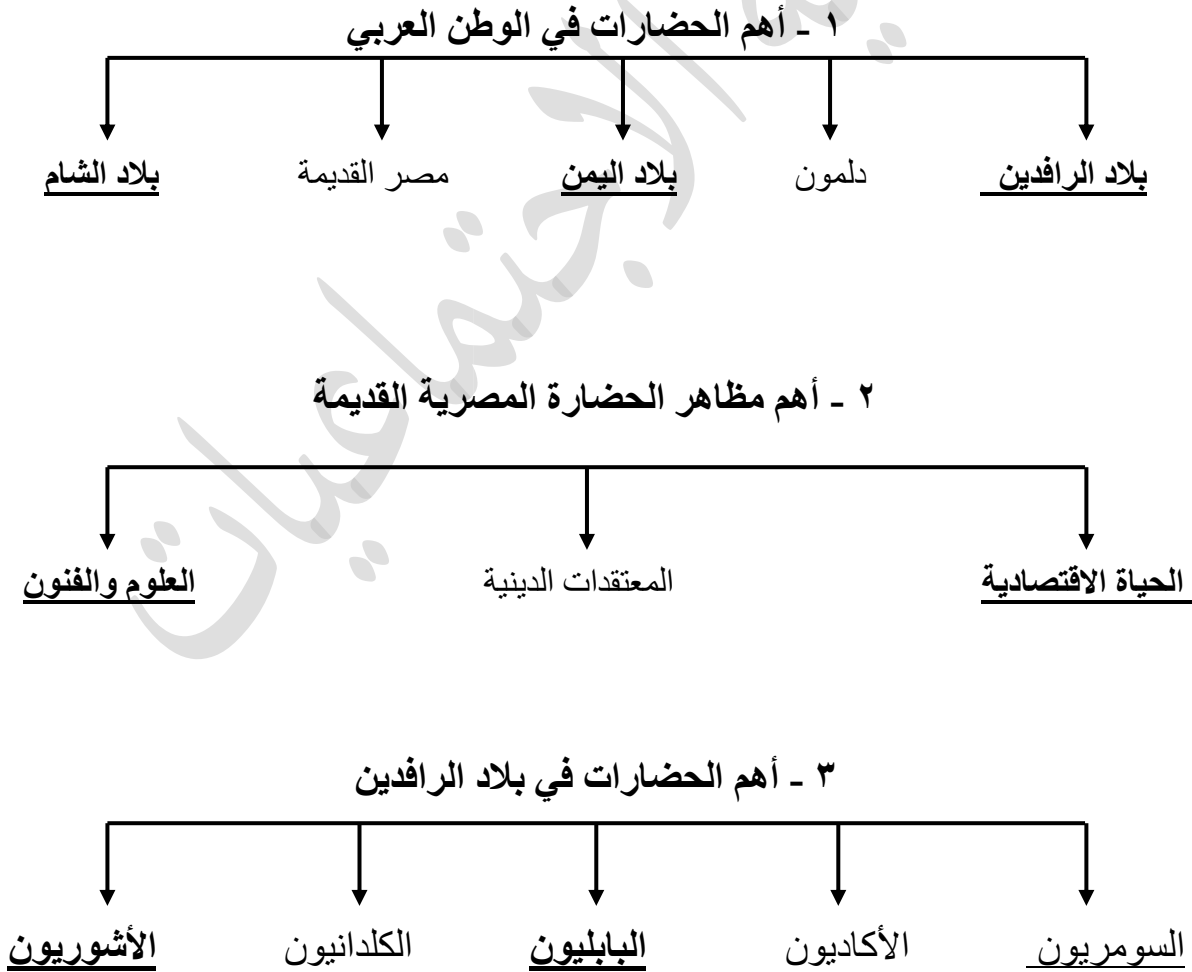 ١ - أهم الحضارات في الوطن العربي
بلاد الرافدين دلمون بلاد اليمن مصر القديمة بلاد الشام
٢ - أهم مظاهر الحضارة المصرية القديمة
الحياة الاقتصادية المعتقدات الدينية العلوم والفنون
٣ - أهم الحضارات في بلاد الرافدين
السومريون الأكاديون البابليون الكلدانيون الأشوريون
الاجتماعيات